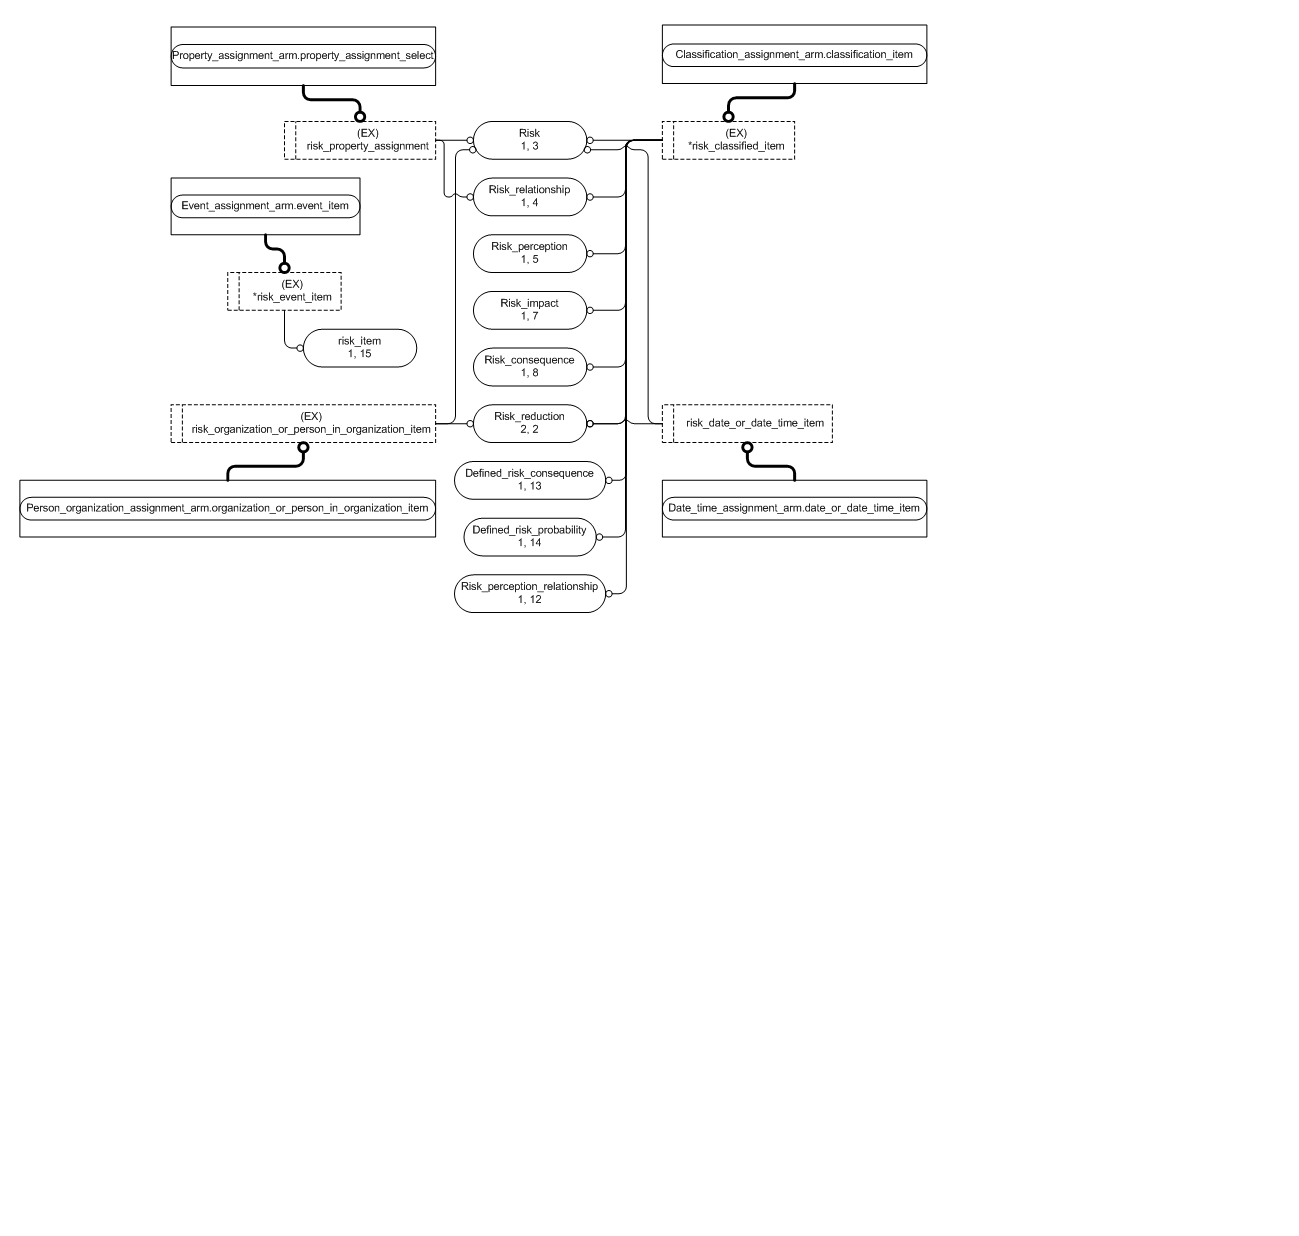 Property_assignment_arm.property_assignment_select
Classification_assignment_arm.classification_item
(EX)
risk_property_assignment
Risk
1, 3
(EX)
*risk_classified_item
Risk_relationship
1, 4
Event_assignment_arm.event_item
Risk_perception
1, 5
(EX)
*risk_event_item
Risk_impact
1, 7
risk_item
1, 15
Risk_consequence
1, 8
(EX)
risk_organization_or_person_in_organization_item
Risk_reduction
2, 2
risk_date_or_date_time_item
Defined_risk_consequence
1, 13
Person_organization_assignment_arm.organization_or_person_in_organization_item
Date_time_assignment_arm.date_or_date_time_item
Defined_risk_probability
1, 14
Risk_perception_relationship
1, 12